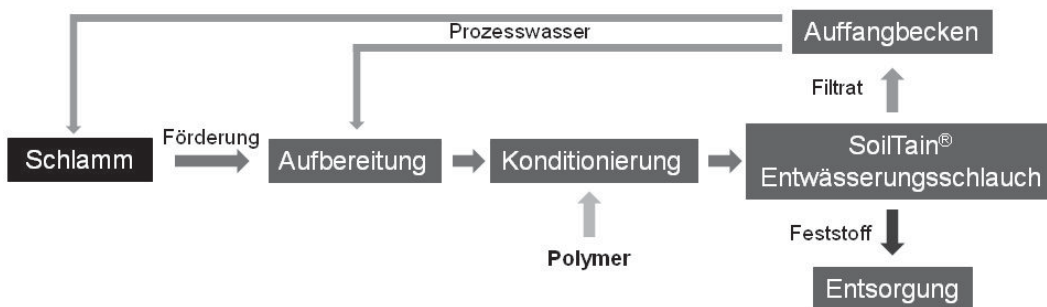 Prozesswasser
Auffangbecken
Filtrat
Förderung
Schlamm
Aufbereitung
Konditionierung
SoilTain®
Entwässerungsschlauch
Polymer
Feststoff
Entsorgung